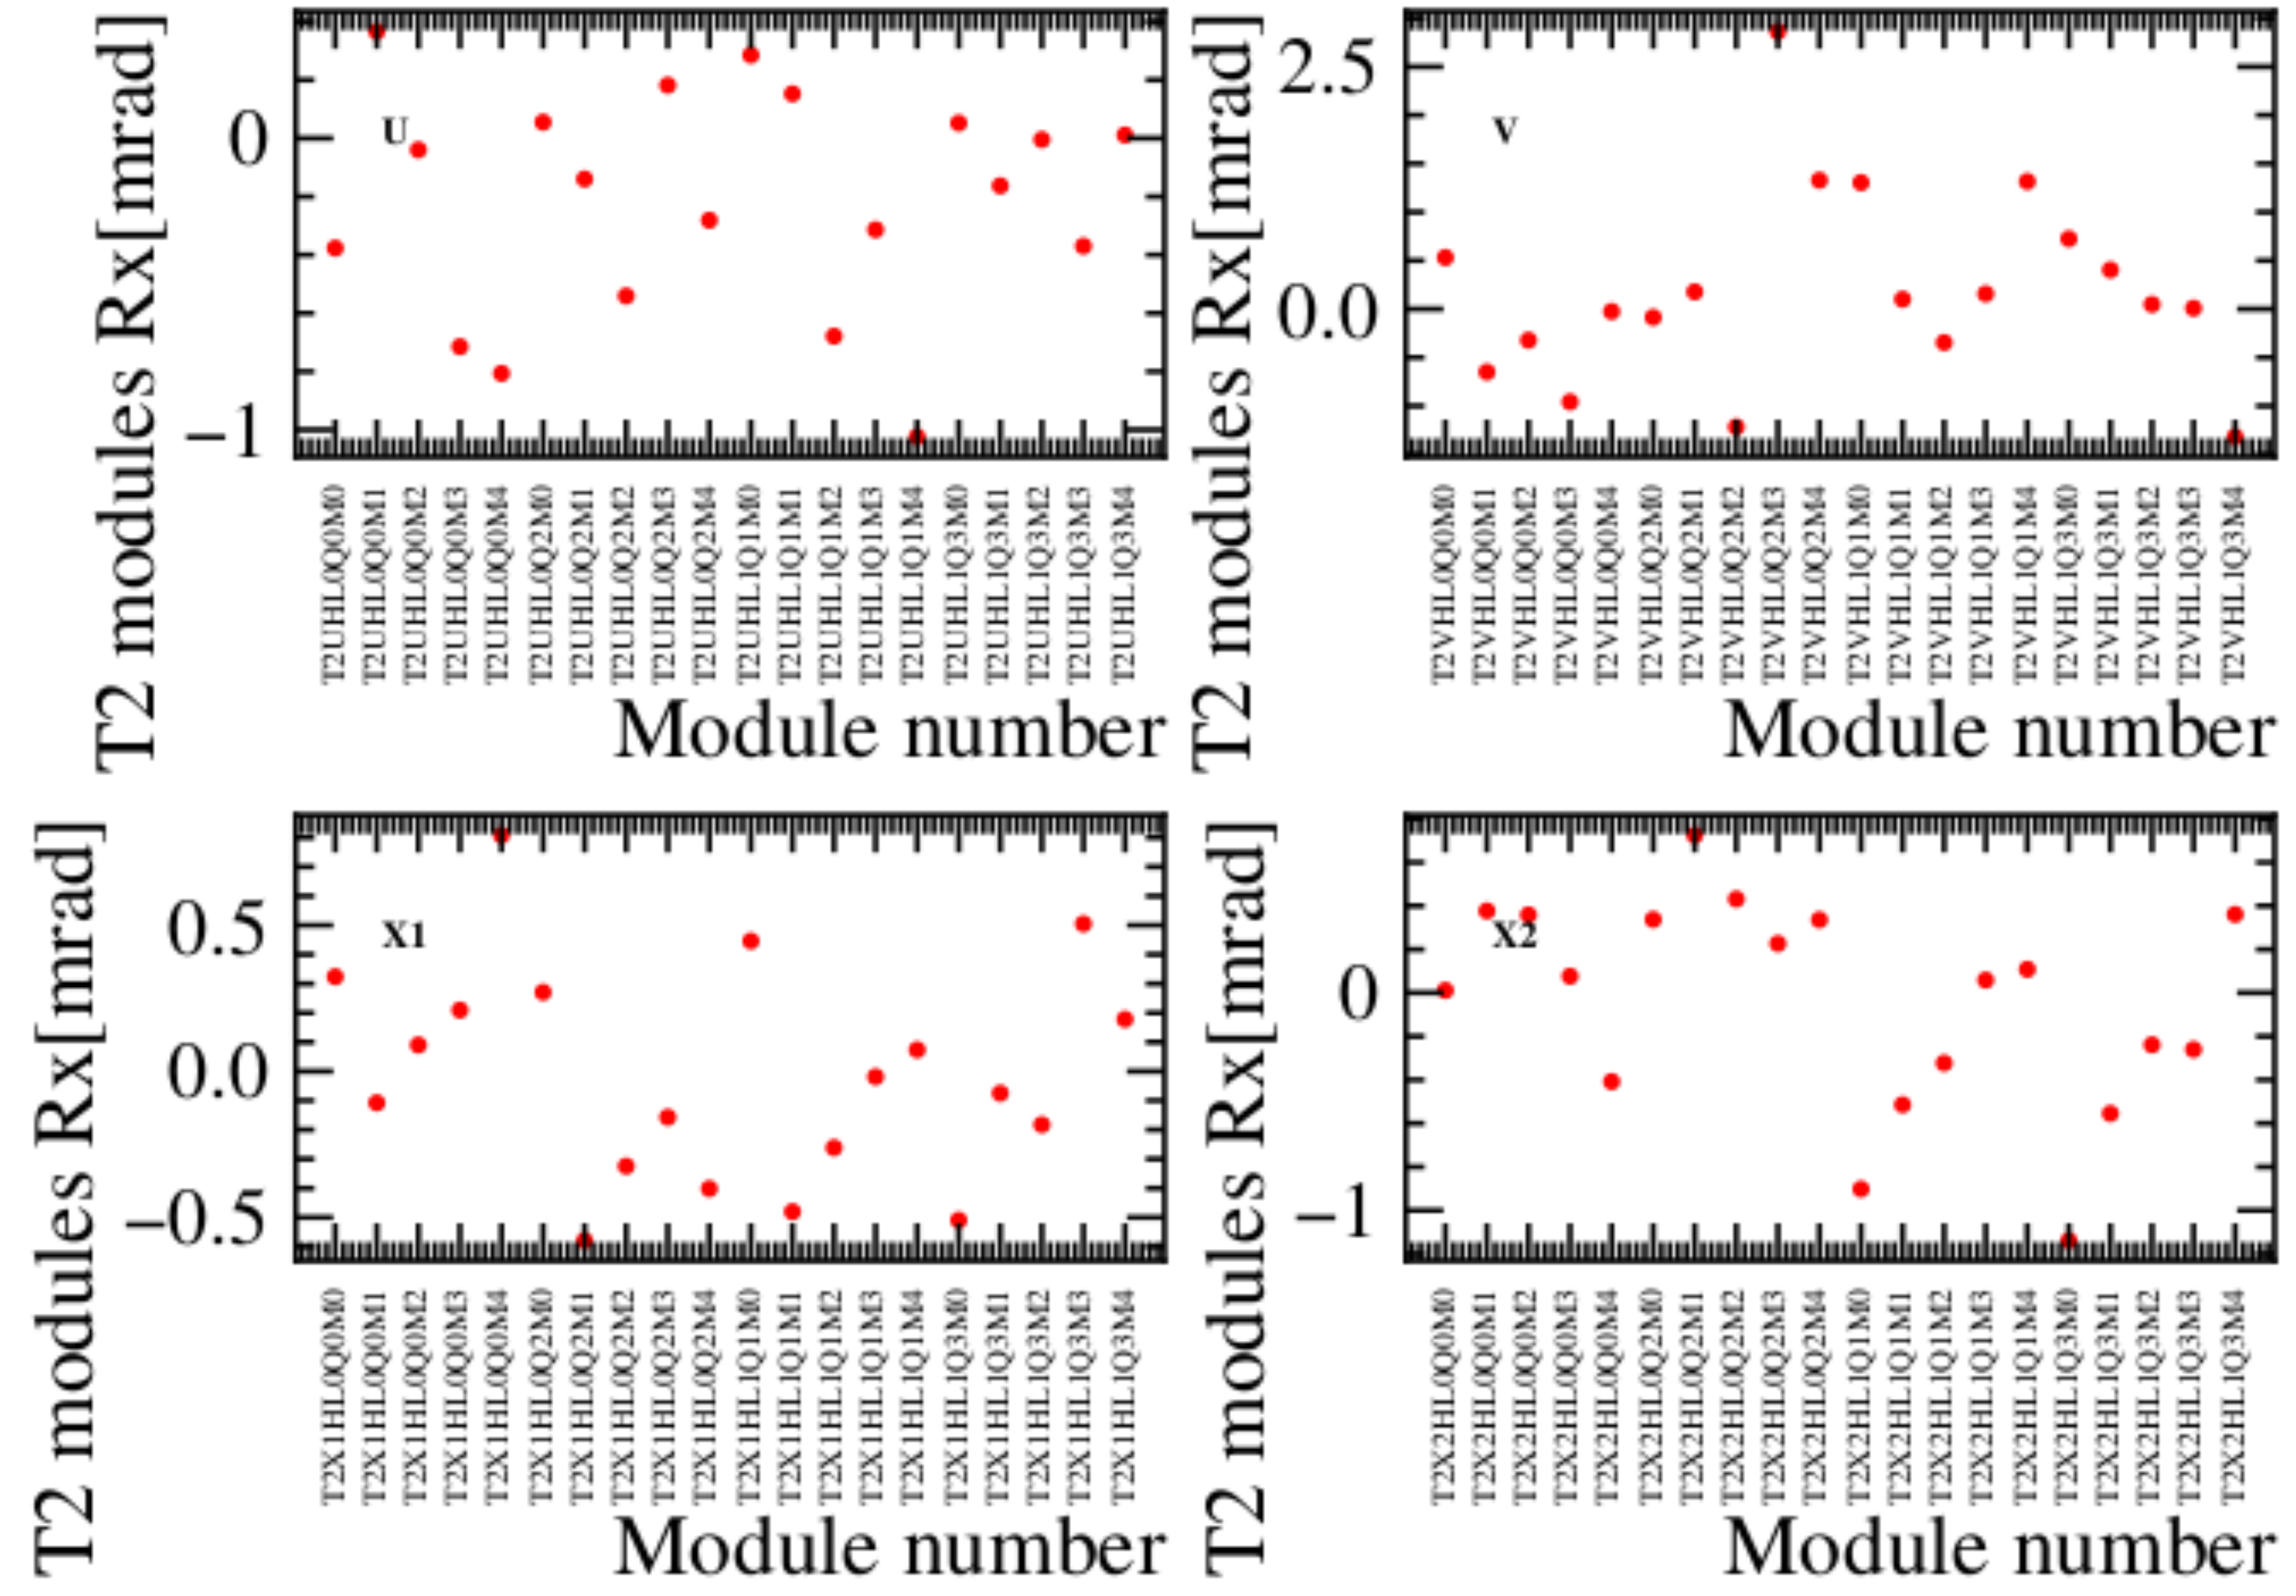 T2 modules Rx[mrad]
0
−1
U
T2UHL0Q0M0
T2UHL0Q0M1
T2UHL0Q0M2
T2UHL0Q0M3
T2UHL0Q0M4
T2UHL0Q2M0
T2UHL0Q2M1
T2UHL0Q2M2
T2UHL0Q2M3
T2UHL0Q2M4
T2UHL1Q1M0
T2UHL1Q1M1
T2UHL1Q1M2
T2UHL1Q1M3
T2UHL1Q1M4
T2UHL1Q3M0
T2UHL1Q3M1
T2UHL1Q3M2
T2UHL1Q3M3
T2UHL1Q3M4
Module number
T2 modules Rx[mrad]
2.5
0.0
V
T2VHL0Q0M0
T2VHL0Q0M1
T2VHL0Q0M2
T2VHL0Q0M3
T2VHL0Q0M4
T2VHL0Q2M0
T2VHL0Q2M1
T2VHL0Q2M2
T2VHL0Q2M3
T2VHL0Q2M4
T2VHL1Q1M0
T2VHL1Q1M1
T2VHL1Q1M2
T2VHL1Q1M3
T2VHL1Q1M4
T2VHL1Q3M0
T2VHL1Q3M1
T2VHL1Q3M2
T2VHL1Q3M3
T2VHL1Q3M4
Module number
T2 modules Rx[mrad]
0.5
0.0
−0.5
X1
T2X1HL0Q0M0
T2X1HL0Q0M1
T2X1HL0Q0M2
T2X1HL0Q0M3
T2X1HL0Q0M4
T2X1HL0Q2M0
T2X1HL0Q2M1
T2X1HL0Q2M2
T2X1HL0Q2M3
T2X1HL0Q2M4
T2X1HL1Q1M0
T2X1HL1Q1M1
T2X1HL1Q1M2
T2X1HL1Q1M3
T2X1HL1Q1M4
T2X1HL1Q3M0
T2X1HL1Q3M1
T2X1HL1Q3M2
T2X1HL1Q3M3
T2X1HL1Q3M4
Module number
T2 modules Rx[mrad]
0
−1
X2
T2X2HL0Q0M0
T2X2HL0Q0M1
T2X2HL0Q0M2
T2X2HL0Q0M3
T2X2HL0Q0M4
T2X2HL0Q2M0
T2X2HL0Q2M1
T2X2HL0Q2M2
T2X2HL0Q2M3
T2X2HL0Q2M4
T2X2HL1Q1M0
T2X2HL1Q1M1
T2X2HL1Q1M2
T2X2HL1Q1M3
T2X2HL1Q1M4
T2X2HL1Q3M0
T2X2HL1Q3M1
T2X2HL1Q3M2
T2X2HL1Q3M3
T2X2HL1Q3M4
Module number